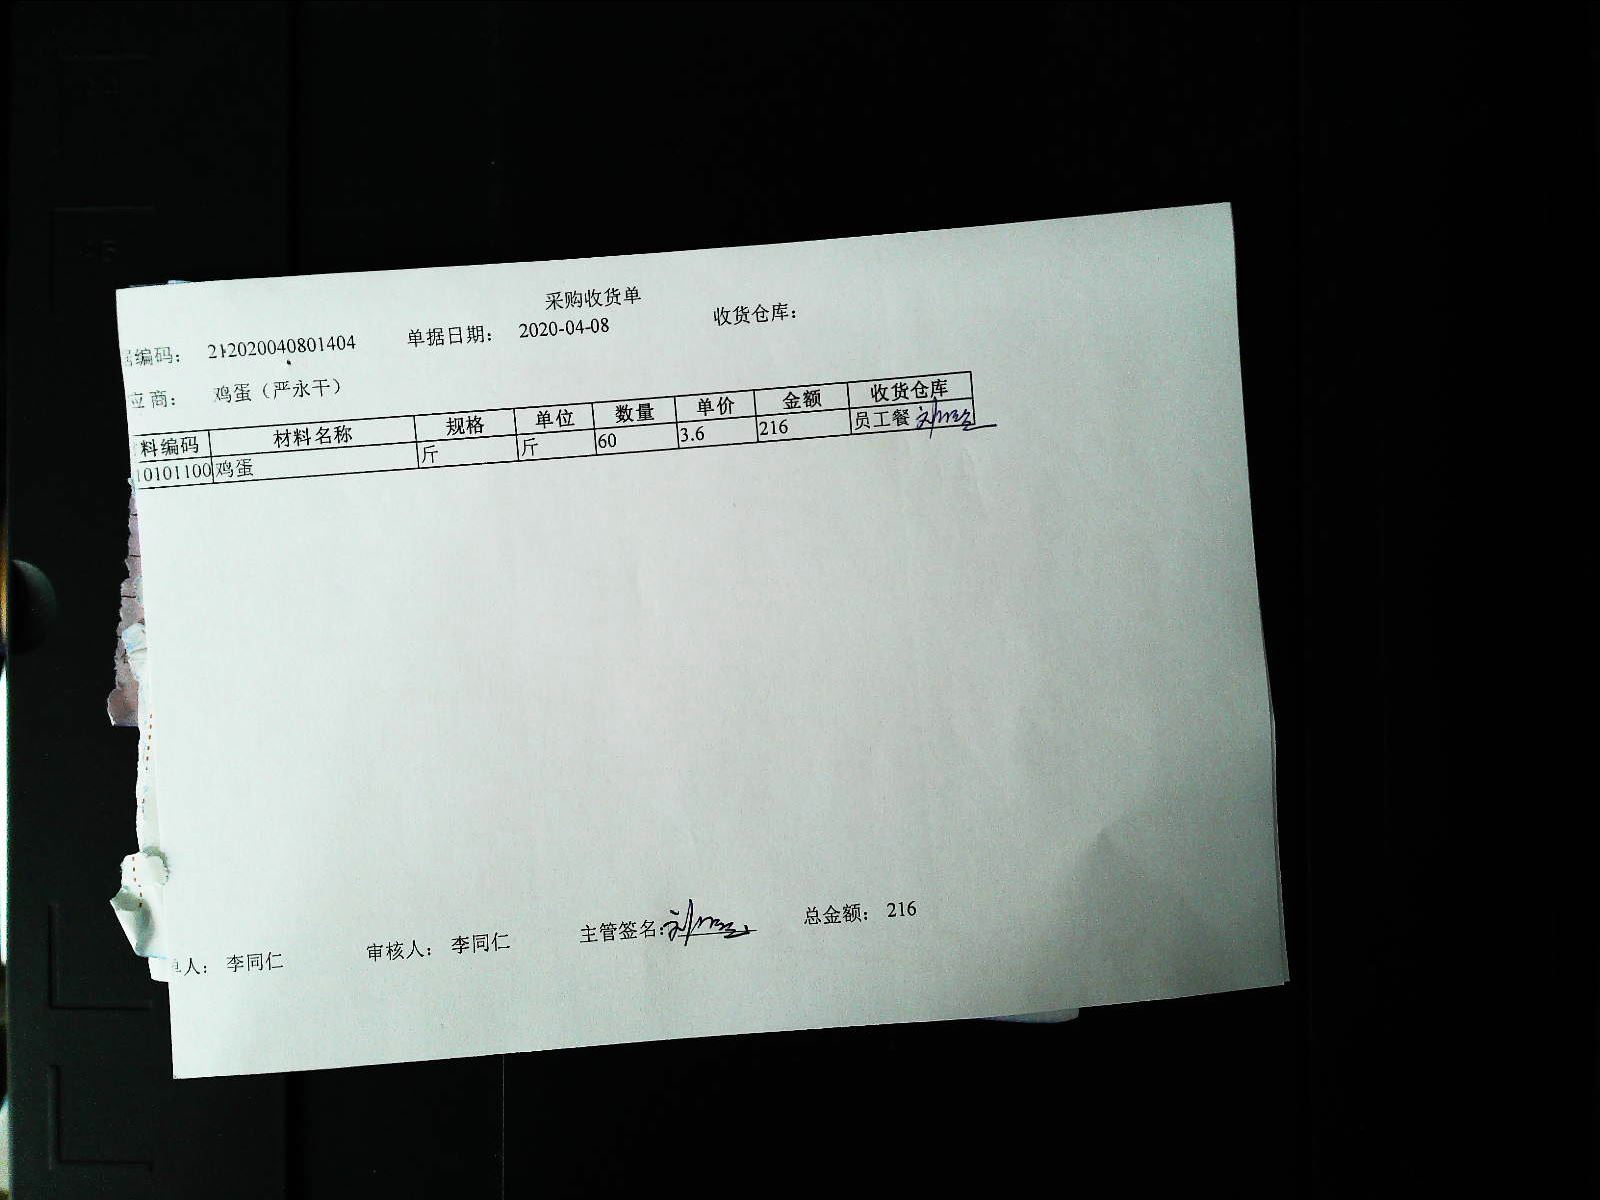 采购收货单
编码： 212020040801404 单据日期： 2020-04-08 收货仓库：
应商： 鸡蛋（严永干）
料编码 材料名称 规格 单位 数量 单价 金额 收货仓库
10101100 鸡蛋 斤 斤 60 3.6 216 员工餐
单人： 李同仁 审核人： 李同仁 主管签名： 总金额： 216